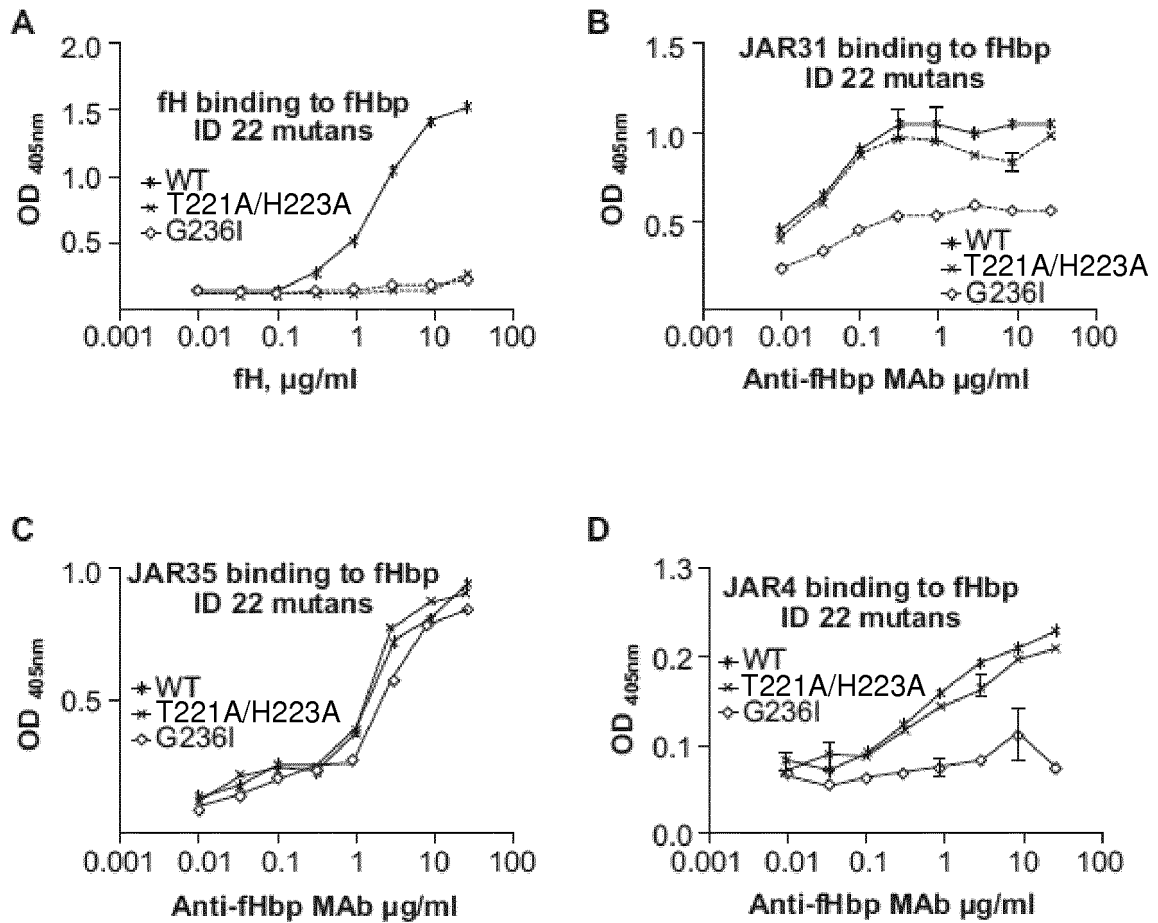 A
2.0
1.5
1.0
0.5
OD 405nm
fH binding to fHbp
ID 22 mutans
WT
T221A/H223A
G236I
0.001 0.01 0.1 1 10 100
fH, µg/ml
B
1.5
1.0
0.5
OD 405nm
JAR31 binding to fHbp
ID 22 mutans
WT
T221A/H223A
G236I
0.001 0.01 0.1 1 10 100
Anti-fHbp MAb µg/ml
C
1.0
0.5
OD 405nm
JAR35 binding to fHbp
ID 22 mutans
WT
T221A/H223A
G236I
0.001 0.01 0.1 1 10 100
Anti-fHbp MAb µg/ml
D
1.3
0.2
0.1
0.0
OD 405nm
JAR4 binding to fHbp
ID 22 mutans
WT
T221A/H223A
G236I
0.001 0.01 0.1 1 10 100
Anti-fHbp MAb µg/ml